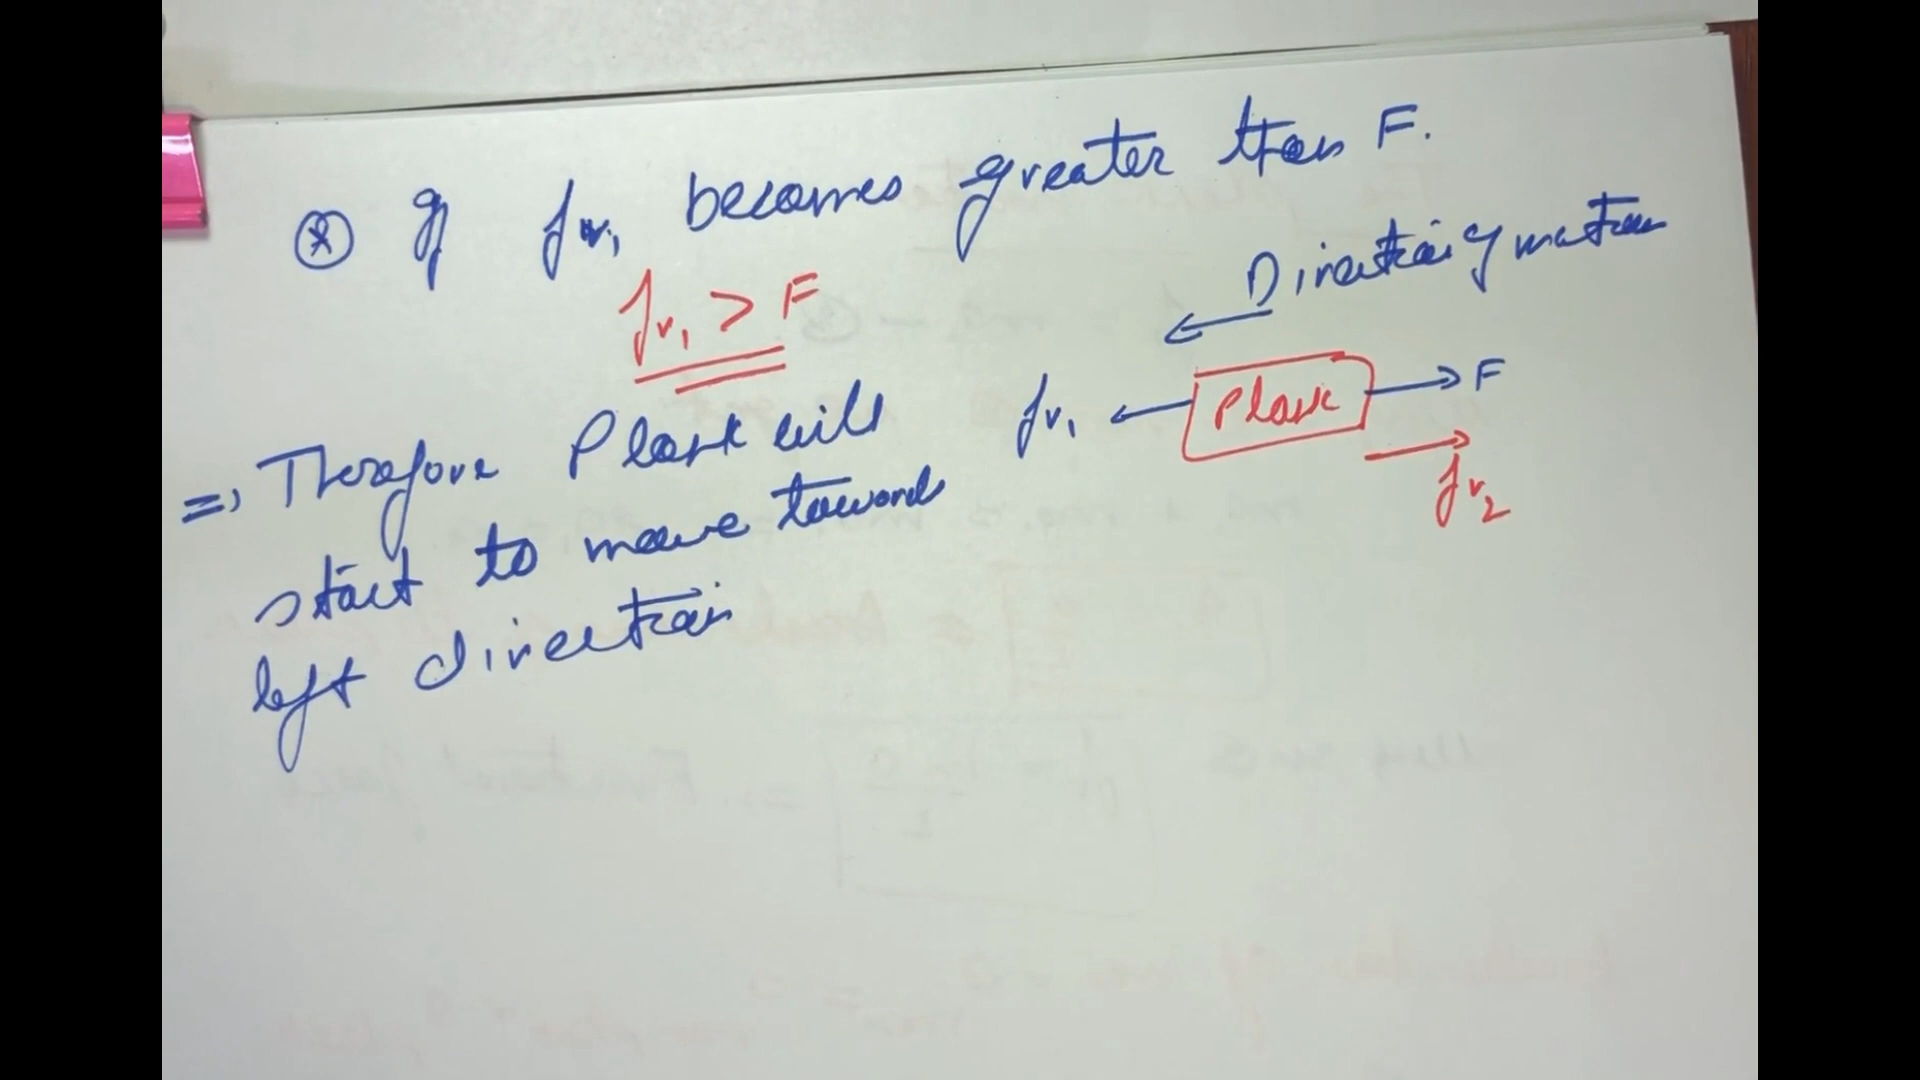 * If fr1 becomes greater than F.
fr1 > F
Direction of motion
=> Therefore Plank will
start to move towards
left direction
fr1 Plank F
fr2